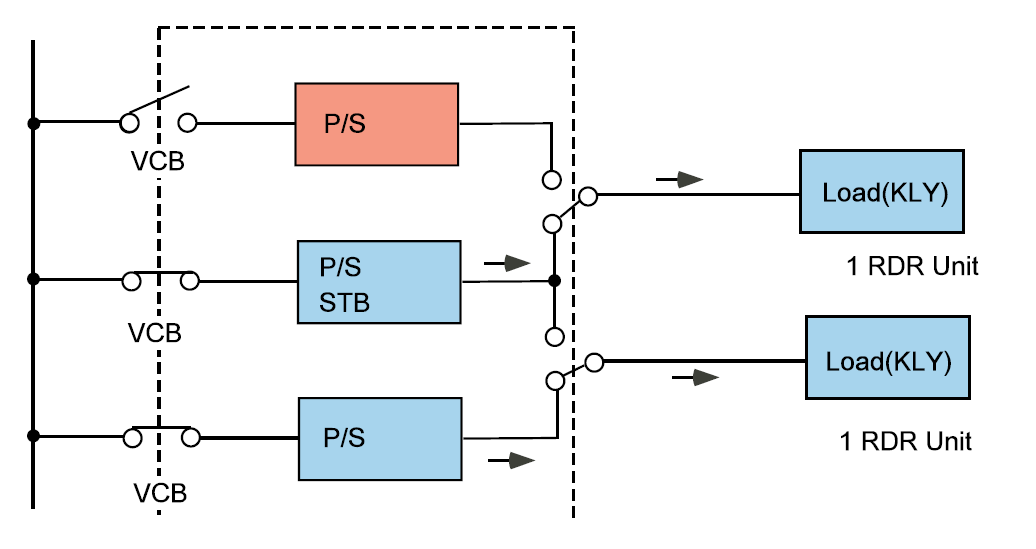 P/S
VCB
Load(KLY)
1 RDR Unit
P/S
STB
VCB
Load(KLY)
1 RDR Unit
P/S
VCB